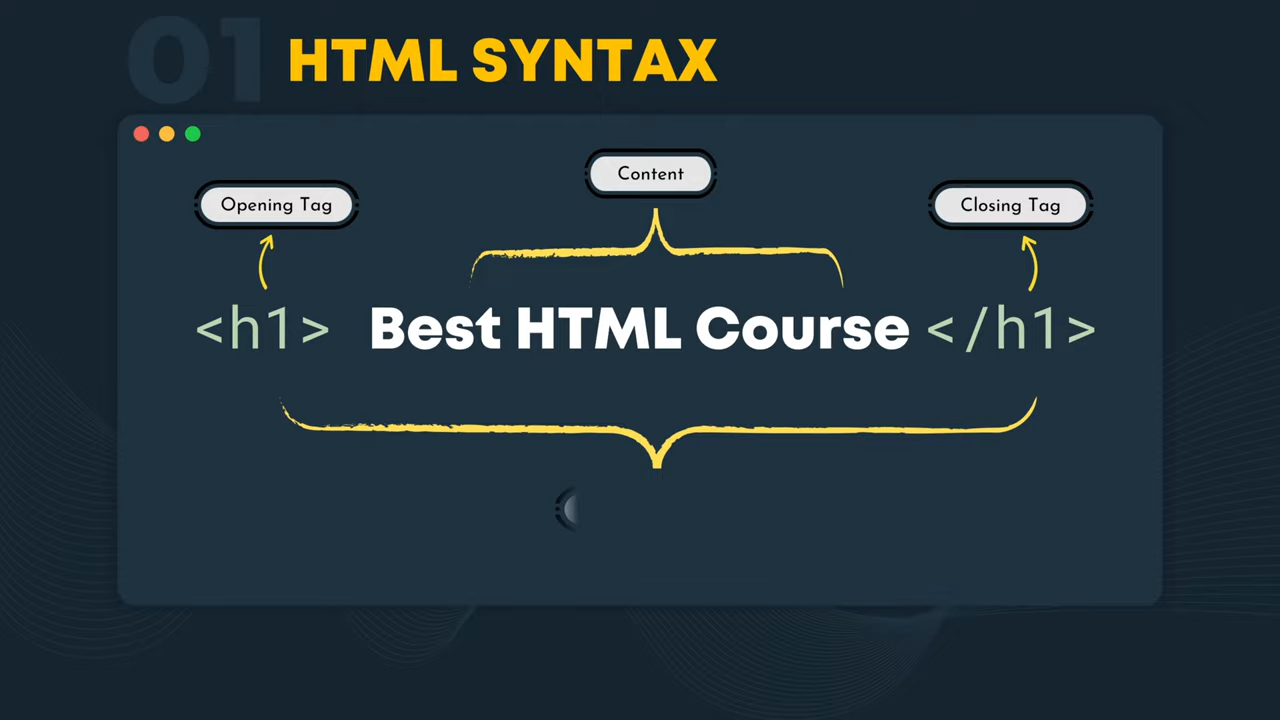 01 HTML SYNTAX
Content
Opening Tag
Closing Tag
<h1> Best HTML Course </h1>